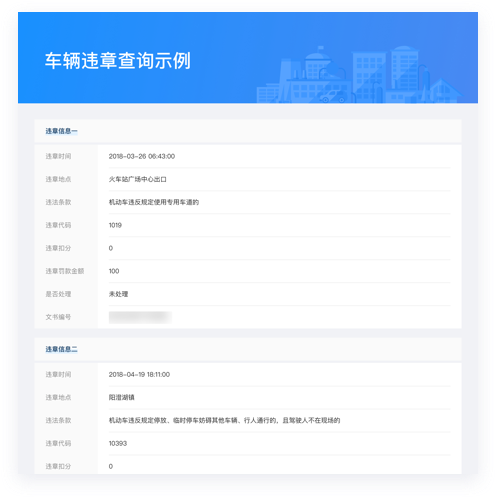 车辆违章查询示例
违章信息一
违章时间 2018-03-26 06:43:00
违章地点 火车站广场中心出口
违法条款 机动车违反规定使用专用车道的
违章代码 1019
违章扣分 0
违章罚款金额 100
是否处理 未处理
文书编号
违章信息二
违章时间 2018-04-19 18:11:00
违章地点 阳澄湖镇
违法条款 机动车违反规定停放、临时停车妨碍其他车辆、行人通行的，且驾驶人不在现场的
违章代码 10393
违章扣分 0